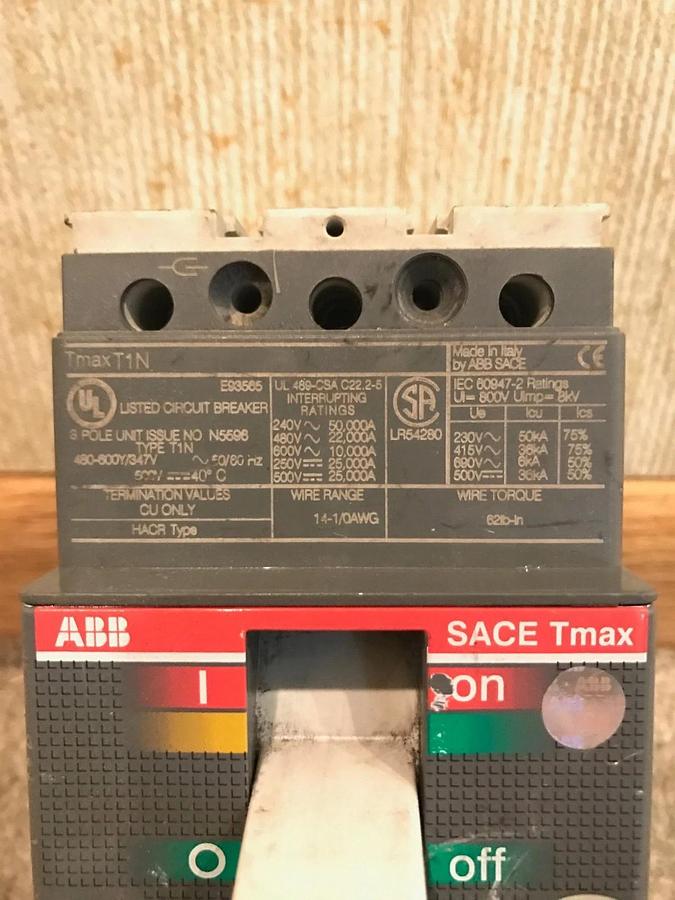 Tmax T1N
Made in Italy
by ABB SACE
CE
UL
E93565
LISTED CIRCUIT BREAKER
3 POLE UNIT ISSUE NO. N5596
TYPE T1N
480-600Y/347V ~ 50/60 Hz
500V ⎓ 40° C
TERMINATION VALUES
CU ONLY
HACR Type
UL 489-CSA C22.2-5
INTERRUPTING
RATINGS
240V ~ 50,000A
480V ~ 22,000A
600V ~ 10,000A
250V ⎓ 25,000A
500V ⎓ 25,000A
WIRE RANGE
14-1/0AWG
SA
LR54280
IEC 60947-2 Ratings
Ui= 800V Uimp= 8kV
Ue Icu Ics
230V ~ 50kA 75%
415V ~ 36kA 75%
690V ~ 6kA 50%
500V ⎓ 36kA 50%
WIRE TORQUE
62lb-in
ABB SACE Tmax
I on
ABB
O off